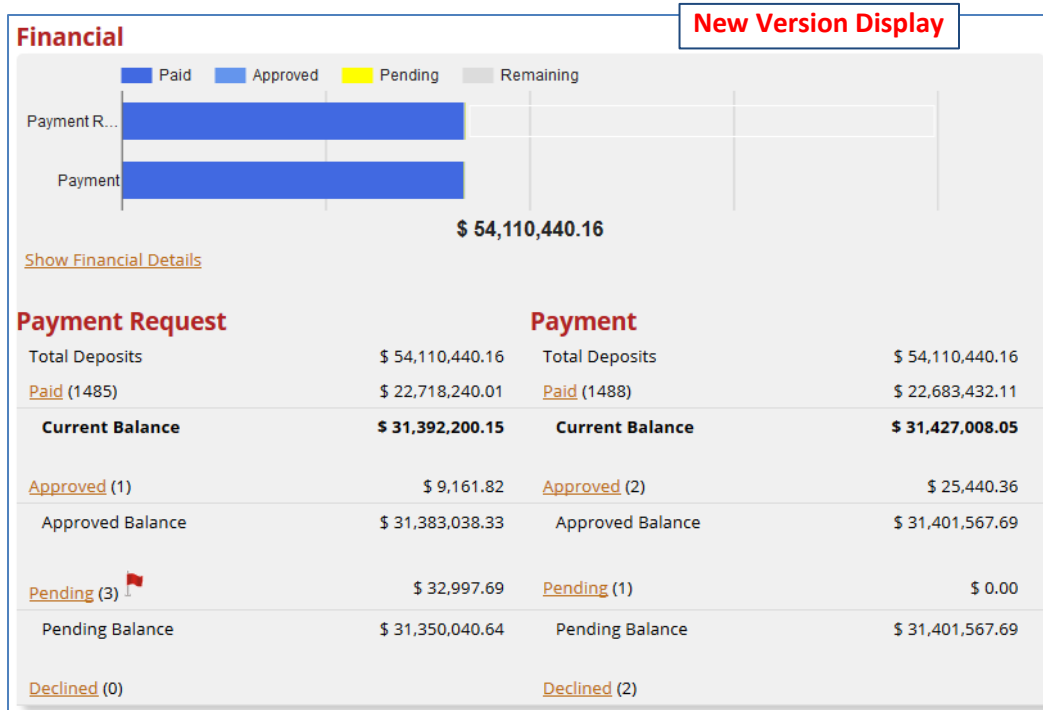 New Version Display
Financial
Paid Approved Pending Remaining
Payment R...
Payment
$ 54,110,440.16
Show Financial Details
Payment Request Payment
Total Deposits $ 54,110,440.16 Total Deposits $ 54,110,440.16
Paid (1485) $ 22,718,240.01 Paid (1488) $ 22,683,432.11
Current Balance $ 31,392,200.15 Current Balance $ 31,427,008.05
Approved (1) $ 9,161.82 Approved (2) $ 25,440.36
Approved Balance $ 31,383,038.33 Approved Balance $ 31,401,567.69
Pending (3) $ 32,997.69 Pending (1) $ 0.00
Pending Balance $ 31,350,040.64 Pending Balance $ 31,401,567.69
Declined (0) Declined (2)